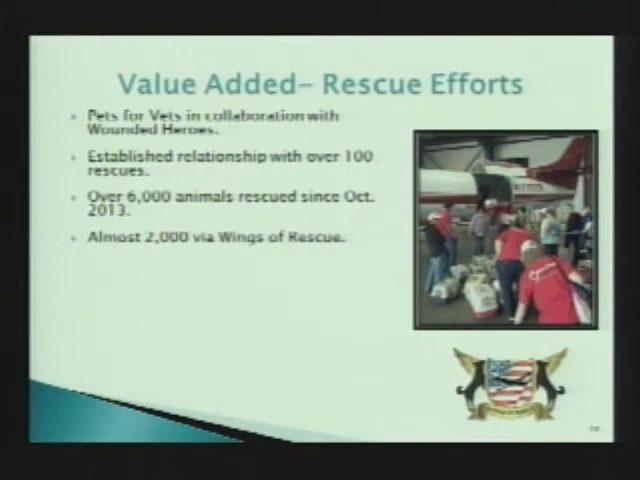 Value Added- Rescue Efforts
Pets for Vets in collaboration with
Wounded Heroes.
Established relationship with over 100
rescues.
Over 6,000 animals rescued since Oct.
2013.
Almost 2,000 via Wings of Rescue.